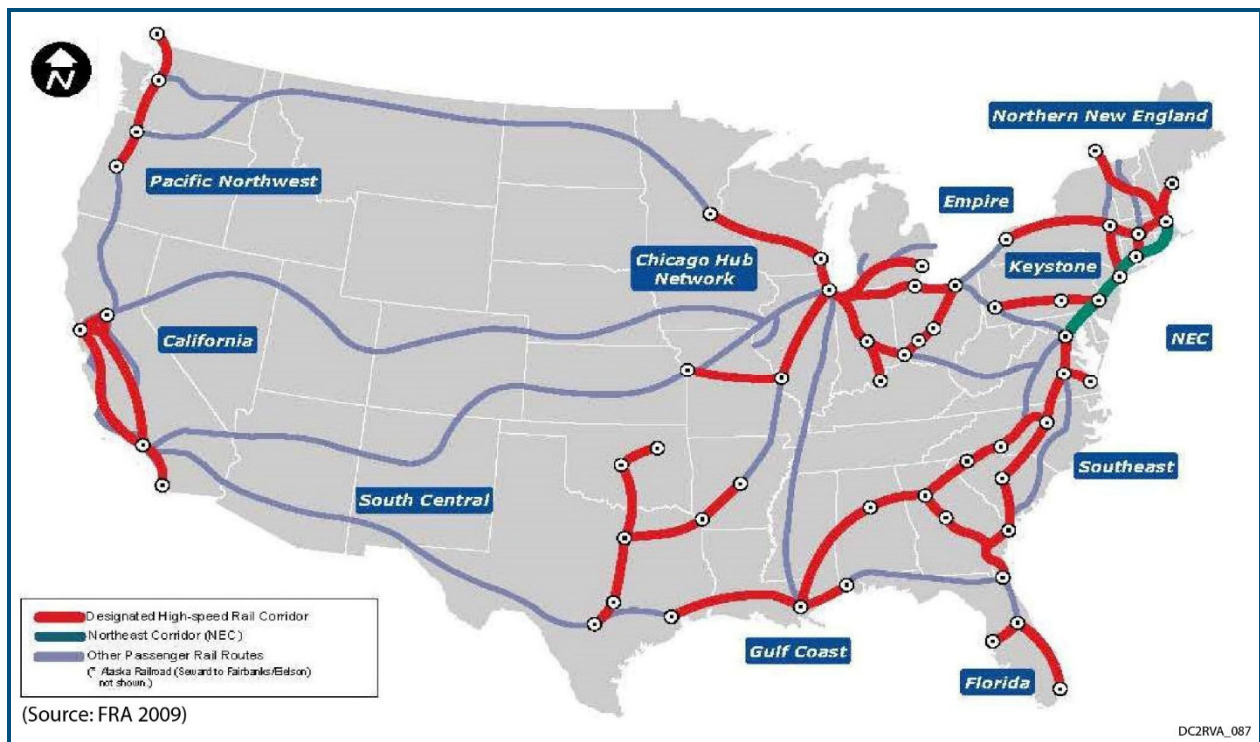 N
Northern New England
Pacific Northwest
Empire
Chicago Hub
Network
Keystone
California
NEC
Southeast
South Central
Gulf Coast
Florida
Designated High-speed Rail Corridor
Northeast Corridor (NEC)
Other Passenger Rail Routes
(* Alaska Railroad (Seward to Fairbanks/Eielson)
not shown.)
(Source: FRA 2009)
DC2RVA_087